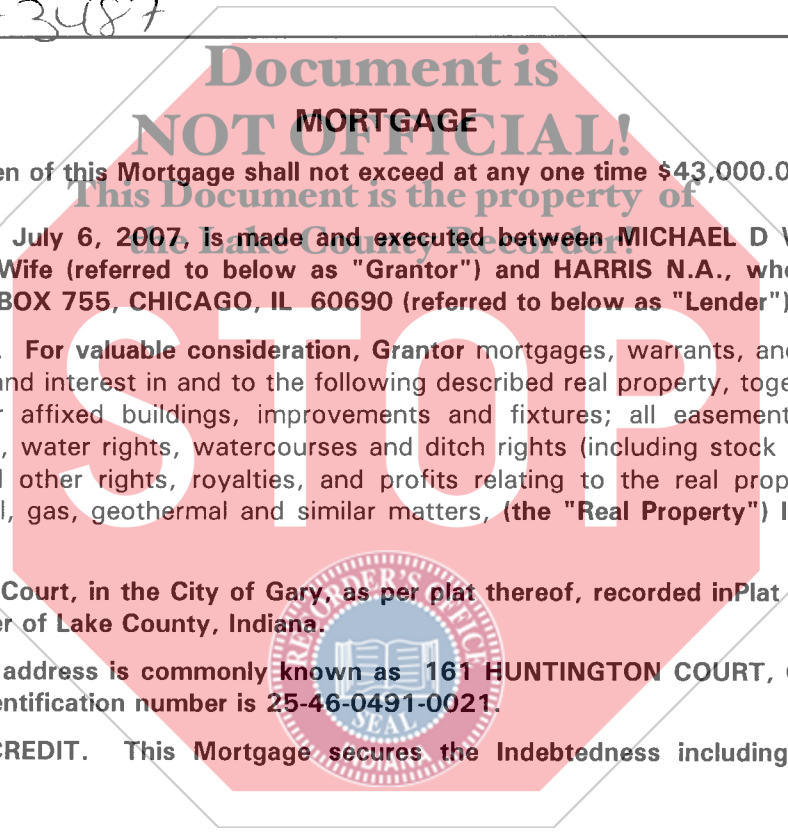 3487
Document is
NOT OFFICIAL!
MORTGAGE
en of this Mortgage shall not exceed at any one time $43,000.0
This Document is the property of
the Lake County Recorder!
July 6, 2007, is made and executed between MICHAEL D
Wife (referred to below as "Grantor") and HARRIS N.A., who
BOX 755, CHICAGO, IL 60690 (referred to below as "Lender")
. For valuable consideration, Grantor mortgages, warrants, and
and interest in and to the following described real property, toge
r affixed buildings, improvements and fixtures; all easement
, water rights, watercourses and ditch rights (including stock
l other rights, royalties, and profits relating to the real prop
l, gas, geothermal and similar matters, (the "Real Property") l
STOP
Court, in the City of Gary, as per plat thereof, recorded inPlat
er of Lake County, Indiana.
address is commonly known as 161 HUNTINGTON COURT,
entification number is 25-46-0491-0021.
CREDIT. This Mortgage secures the Indebtedness including
RECORDER'S OFFICE
SEAL
INDIANA